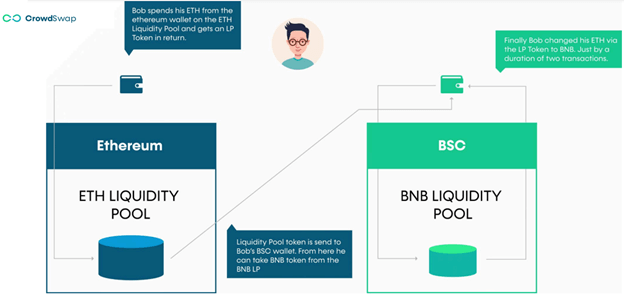 CrowdSwap
Bob spends his ETH from the
ethereum wallet on the ETH
Liquidity Pool and gets an LP
Token in return.
Finally Bob changed his ETH via
the LP Token to BNB. Just by a
duration of two transactions.
Ethereum
BSC
ETH LIQUIDITY
POOL
BNB LIQUIDITY
POOL
Liquidity Pool token is send to
Bob's BSC wallet. From here he
can take BNB token from the
BNB LP